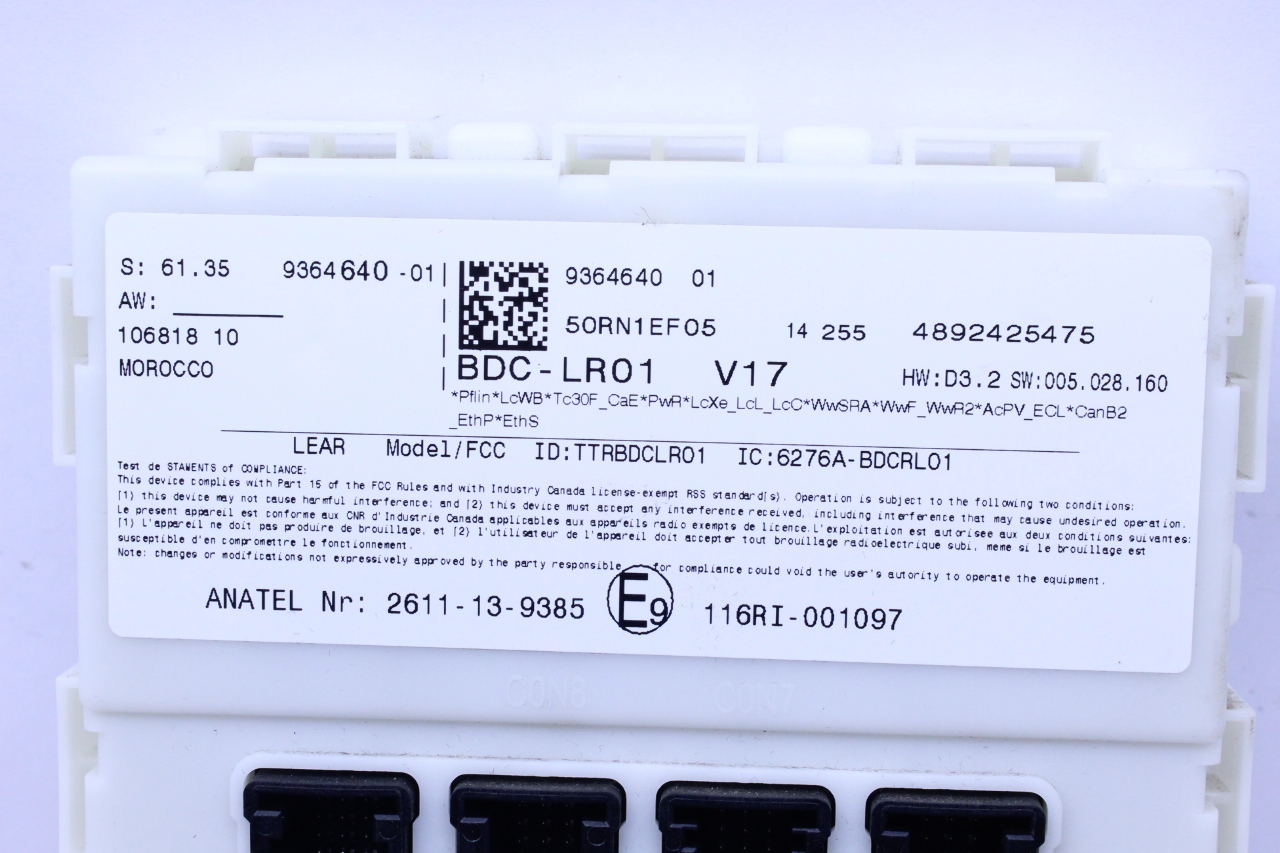 S: 61.35 9364640 -01
AW:
106818 10
MOROCCO
9364640 01
50RN1EF05 14 255 4892425475
BDC-LR01 V17 HW:D3.2 SW:005.028.160
*Pflin*LcWB*Tc30F_CaE*PwR*LcXe_LcL_LcC*WwSRA*WwF_WwR2*AcPV_ECL*CanB2
_EthP*EthS
LEAR Model/FCC ID:TTRBDCLR01 IC:6276A-BDCRL01
Test de STAMENTS of COMPLIANCE:
This device complies with Part 15 of the FCC Rules and with Industry Canada license-exempt RSS standard(s). Operation is subject to the following two conditions:
(1) this device may not cause harmful interference; and (2) this device must accept any interference received, including interference that may cause undesired operation.
Le present appareil est conforme aux CNR d'Industrie Canada applicables aux appareils radio exempts de licence.L'exploitation est autorisee aux deux conditions suivantes:
(1) L'appareil ne doit pas produire de brouillage, et (2) l'utilisateur de l'appareil doit accepter tout brouillage radioelectrique subi, meme si le brouillage est
susceptible d'en compromettre le fonctionnement.
Note: changes or modifications not expressively approved by the party responsible for compliance could void the user's autority to operate the equipment.
ANATEL Nr: 2611-13-9385 E9 116RI-001097
CON6 CON7